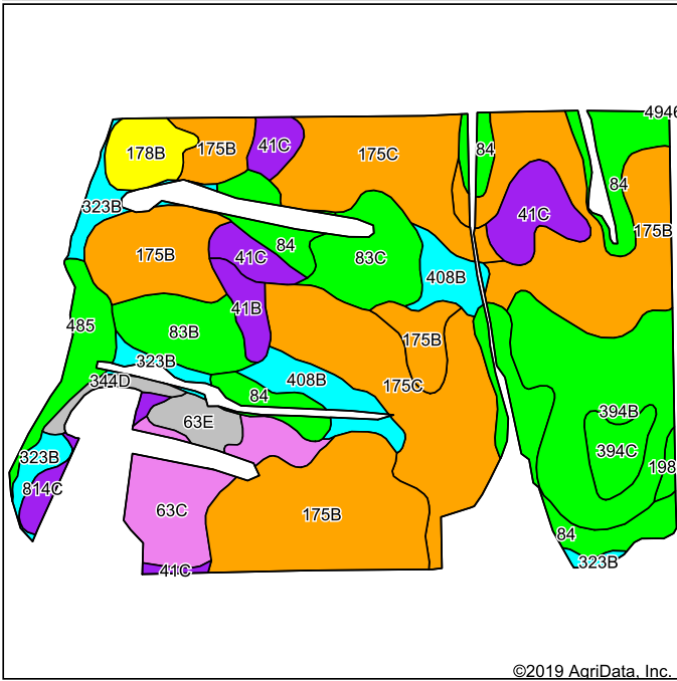 4946
178B
175B
41C
175C
84
84
323B
41C
175B
84
175B
41C
83C
408B
485
41B
83B
175B
323B
408B
344D
84
175C
63E
394B
394C
323B
198
814C
63C
175B
84
41C
323B
©2019 AgriData, Inc.